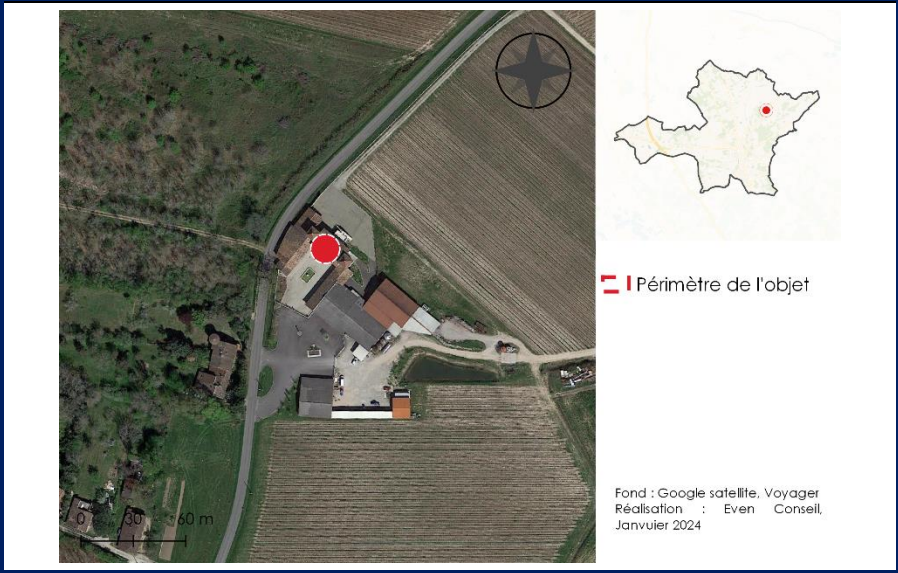 Périmètre de l'objet
Fond : Google satellite, Voyager
Réalisation : Even Conseil,
Janvuier 2024
0 30 60 m